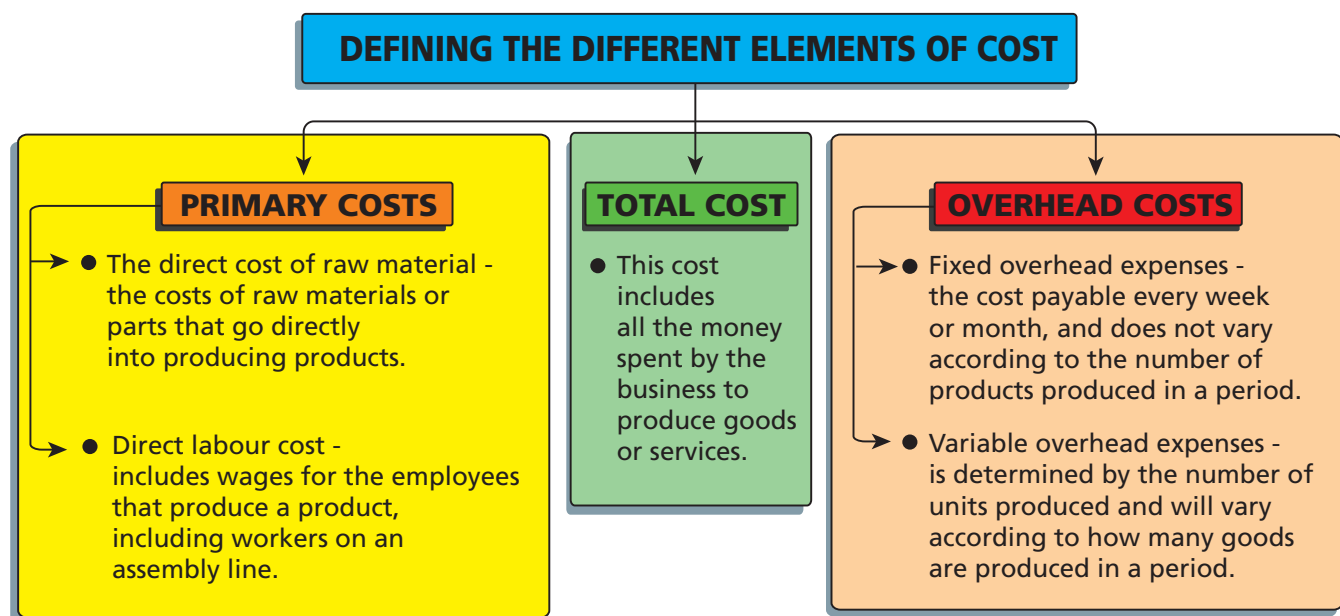 DEFINING THE DIFFERENT ELEMENTS OF COST
PRIMARY COSTS
● The direct cost of raw material -
the costs of raw materials or
parts that go directly
into producing products.
● Direct labour cost -
includes wages for the employees
that produce a product,
including workers on an
assembly line.
TOTAL COST
● This cost
includes
all the money
spent by the
business to
produce goods
or services.
OVERHEAD COSTS
● Fixed overhead expenses -
the cost payable every week
or month, and does not vary
according to the number of
products produced in a period.
● Variable overhead expenses -
is determined by the number of
units produced and will vary
according to how many goods
are produced in a period.